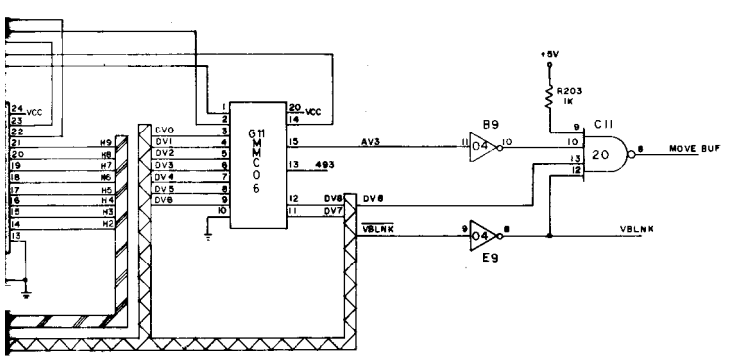 +5V
R203
1K
24 VCC
23
22
21 H9
20 H8
19 H7
18 H6
17 H5
16 H4
15 H3
14 H2
13
G11
MMC06
1
2
DV0 3
DV1 4
DV2 5
DV3 6
DV4 7
DV5 8
DV6 9
10
20 VCC
14
15 AV3
13 493
12 DV8 DV6
11 DV7
VBLNK
B9
11 04 10
9 04 8
E9
C11
9
10
13
12
20
8 MOVE BUF
VBLNK